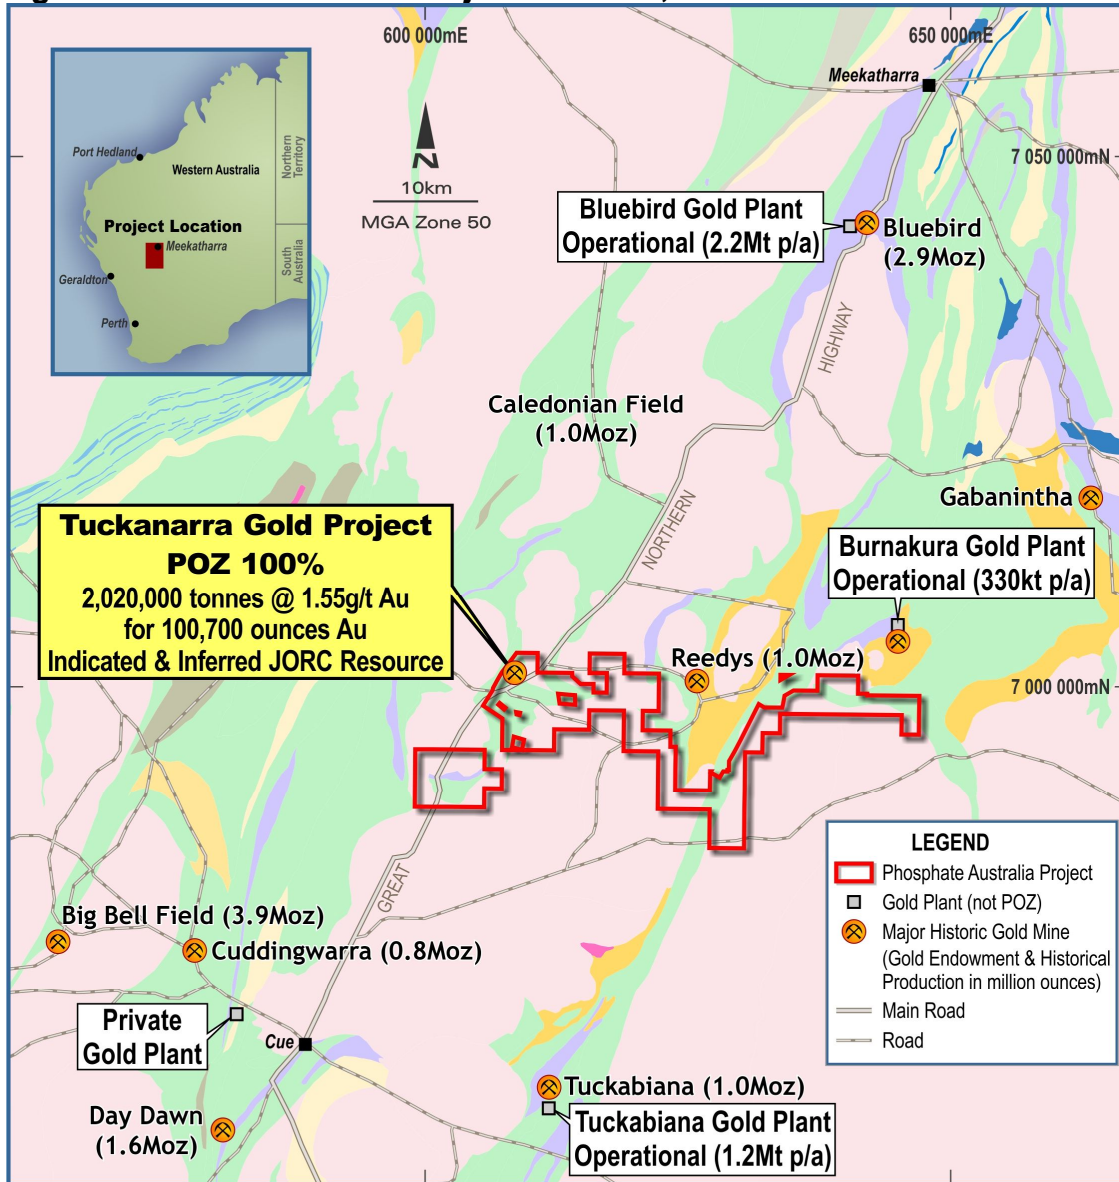 600 000mE
650 000mE
Meekatharra
Port Hedland
Western Australia
Northern
Territory
Project Location
Meekatharra
South
Australia
Geraldton
Perth
N
10km
MGA Zone 50
7 050 000mN
Bluebird Gold Plant
Operational (2.2Mt p/a)
Bluebird
(2.9Moz)
HIGHWAY
Caledonian Field
(1.0Moz)
NORTHERN
Gabanintha
Tuckanarra Gold Project
POZ 100%
2,020,000 tonnes @ 1.55g/t Au
for 100,700 ounces Au
Indicated & Inferred JORC Resource
Burnakura Gold Plant
Operational (330kt p/a)
Reedys (1.0Moz)
7 000 000mN
GREAT
LEGEND
Phosphate Australia Project
Gold Plant (not POZ)
Major Historic Gold Mine
(Gold Endowment & Historical
Production in million ounces)
Main Road
Road
Big Bell Field (3.9Moz)
Cuddingwarra (0.8Moz)
Private
Gold Plant
Cue
Day Dawn
(1.6Moz)
Tuckabiana (1.0Moz)
Tuckabiana Gold Plant
Operational (1.2Mt p/a)